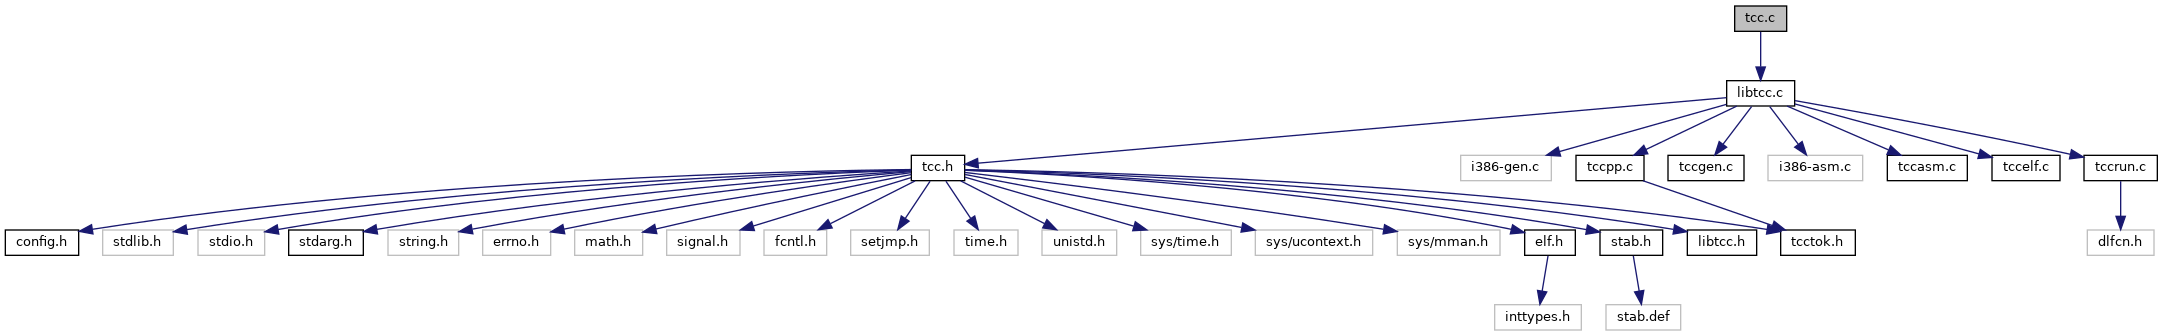 tcc.c
libtcc.c
tcc.h
i386-gen.c
tccpp.c
tccgen.c
i386-asm.c
tccasm.c
tccelf.c
tccrun.c
config.h
stdlib.h
stdio.h
stdarg.h
string.h
errno.h
math.h
signal.h
fcntl.h
setjmp.h
time.h
unistd.h
sys/time.h
sys/ucontext.h
sys/mman.h
elf.h
stab.h
libtcc.h
tcctok.h
dlfcn.h
inttypes.h
stab.def